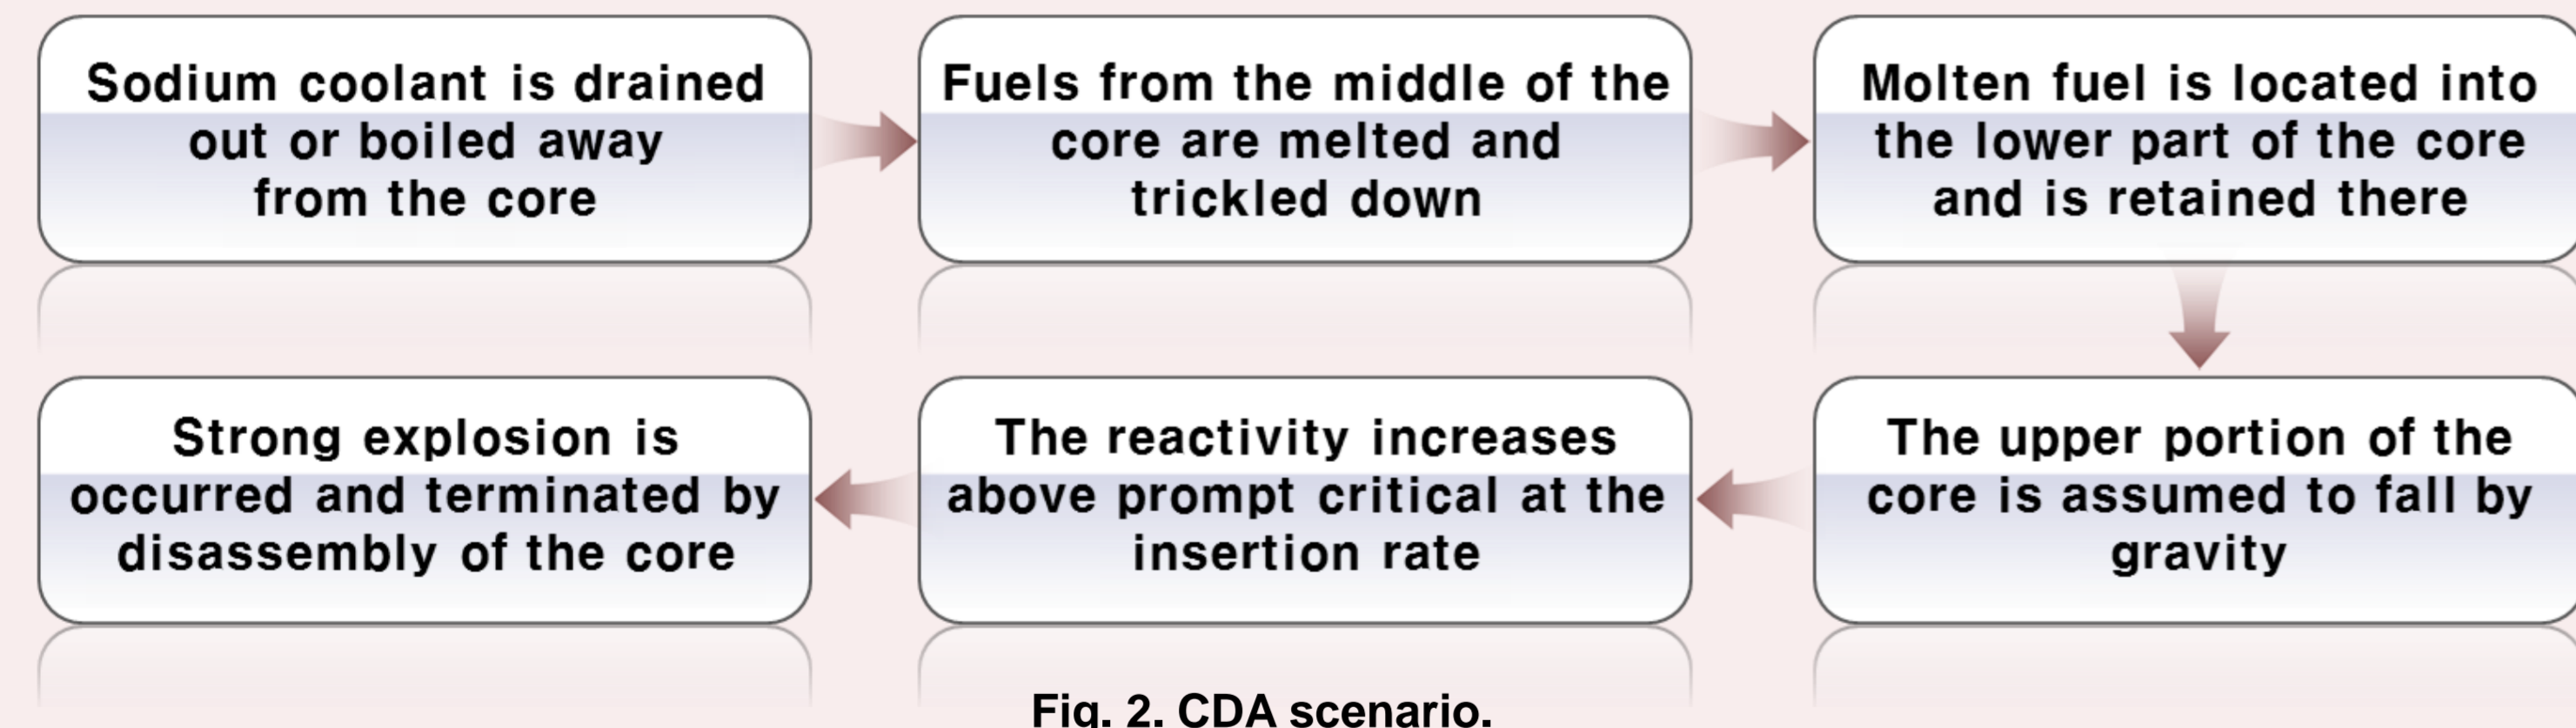 Sodium coolant is drained
out or boiled away
from the core
Fuels from the middle of the
core are melted and
trickled down
Molten fuel is located into
the lower part of the core
and is retained there
The upper portion of the
core is assumed to fall by
gravity
The reactivity increases
above prompt critical at the
insertion rate
Strong explosion is
occurred and terminated by
disassembly of the core
Fig. 2. CDA scenario.